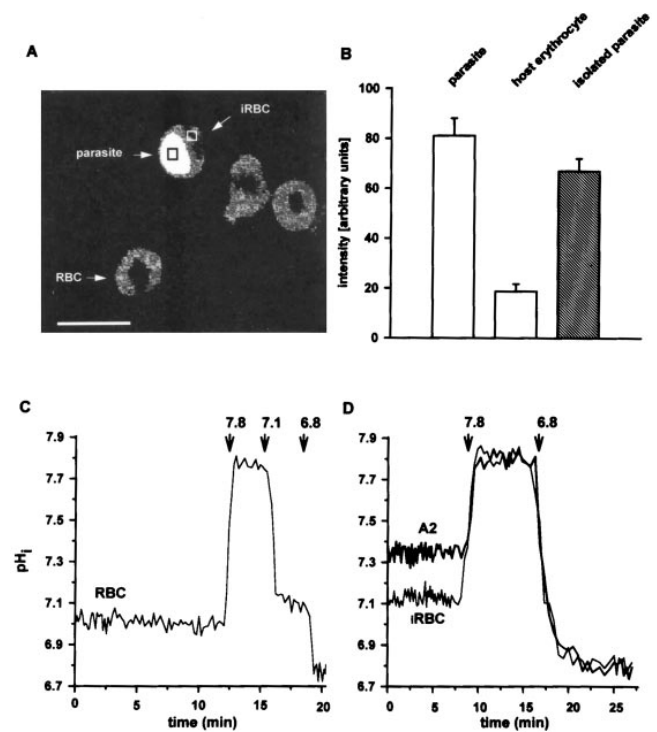 A
iRBC
parasite
RBC
B
parasite
host erythrocyte
isolated parasite
intensity [arbitrary units]
100
80
60
40
20
0
C
7.8 7.1 6.8
pHi
7.9
7.7
7.5
7.3
7.1
6.9
6.7
RBC
0 5 10 15 20
time (min)
D
7.8 6.8
7.9
7.7
7.5
7.3
7.1
6.9
6.7
A2
iRBC
0 5 10 15 20 25
time (min)